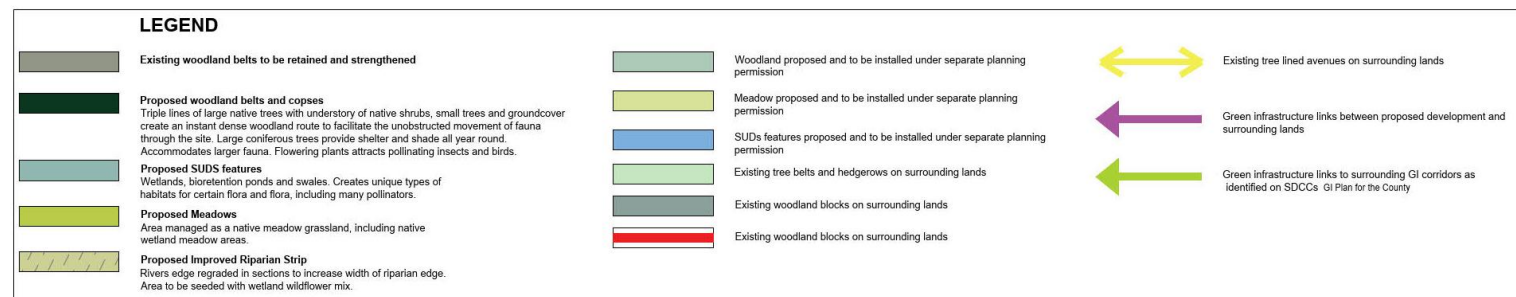 LEGEND
Existing woodland belts to be retained and strengthened
Proposed woodland belts and copses
Triple lines of large native trees with understory of native shrubs, small trees and groundcover
create an instant dense woodland route to facilitate the unobstructed movement of fauna
through the site. Large coniferous trees provide shelter and shade all year round.
Accommodates larger fauna. Flowering plants attracts pollinating insects and birds.
Proposed SUDS features
Wetlands, bioretention ponds and swales. Creates unique types of
habitats for certain flora and flora, including many pollinators.
Proposed Meadows
Area managed as a native meadow grassland, including native
wetland meadow areas.
Proposed Improved Riparian Strip
Rivers edge regraded in sections to increase width of riparian edge.
Area to be seeded with wetland wildflower mix.
Woodland proposed and to be installed under separate planning
permission
Meadow proposed and to be installed under separate planning
permission
SUDs features proposed and to be installed under separate planning
permission
Existing tree belts and hedgerows on surrounding lands
Existing woodland blocks on surrounding lands
Existing woodland blocks on surrounding lands
Existing tree lined avenues on surrounding lands
Green infrastructure links between proposed development and
surrounding lands
Green infrastructure links to surrounding GI corridors as
identified on SDCCs GI Plan for the County